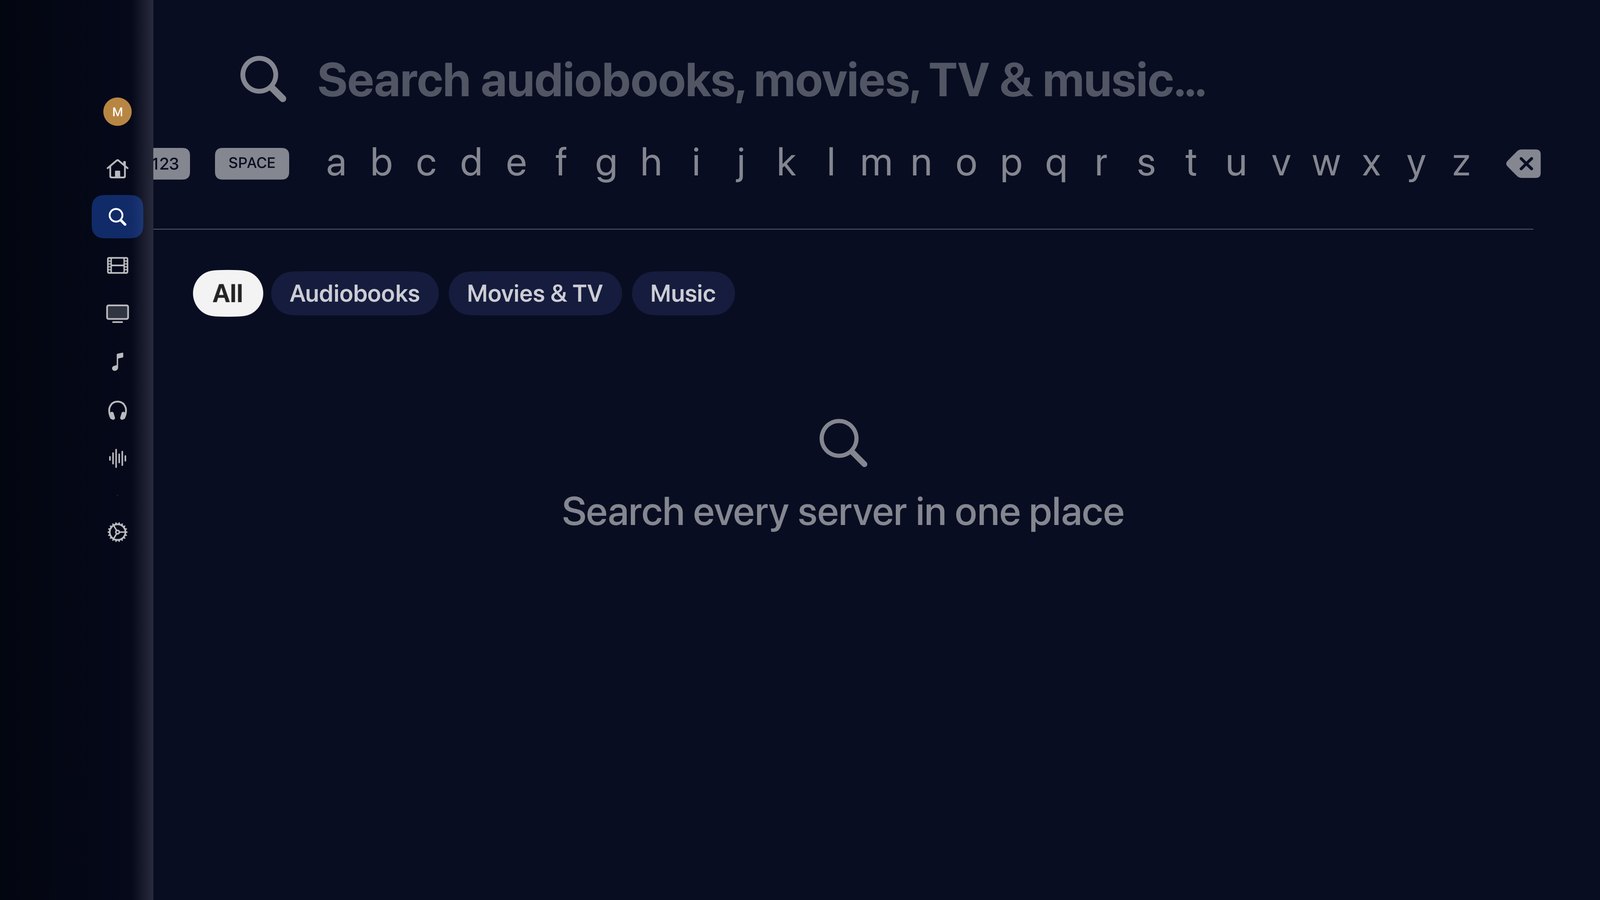 Search audiobooks, movies, TV & music...
M
123 SPACE a b c d e f g h i j k l m n o p q r s t u v w x y z
All Audiobooks Movies & TV Music
Search every server in one place